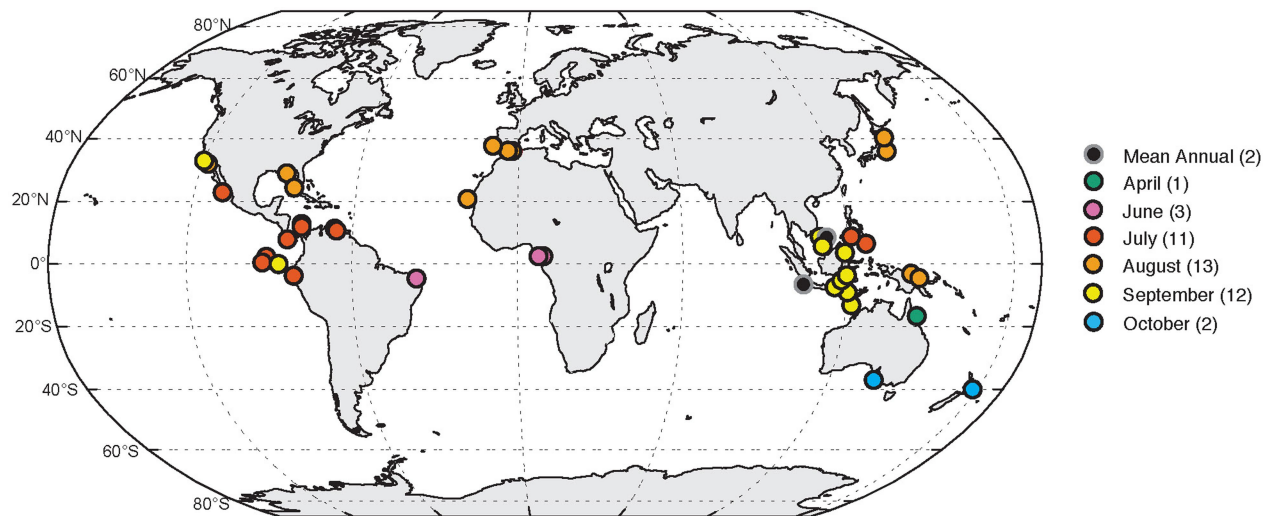 80°N
60°N
40°N
20°N
0°
20°S
40°S
60°S
80°S
Mean Annual (2)
April (1)
June (3)
July (11)
August (13)
September (12)
October (2)